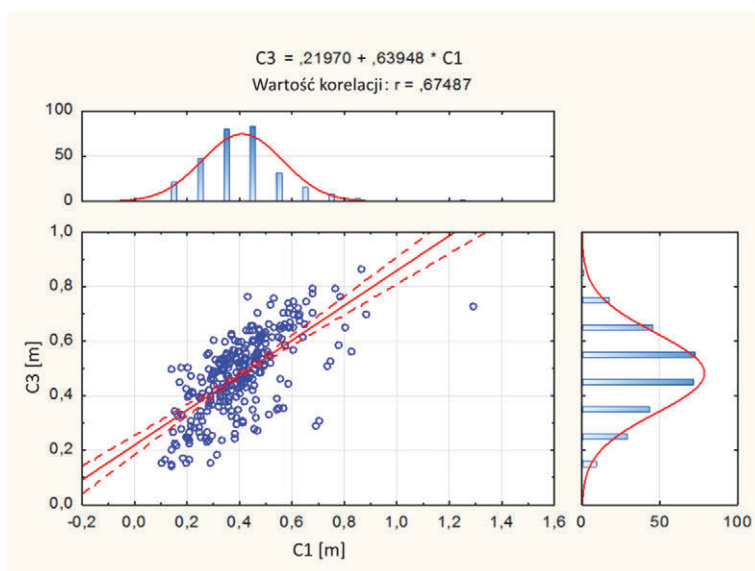 C3 = ,21970 + ,63948 * C1
Wartość korelacji: r = ,67487
100
50
0
1,0
0,8
0,6
0,4
0,2
0,0
C3 [m]
-0,2 0,0 0,2 0,4 0,6 0,8 1,0 1,2 1,4 1,6
C1 [m]
0 50 100